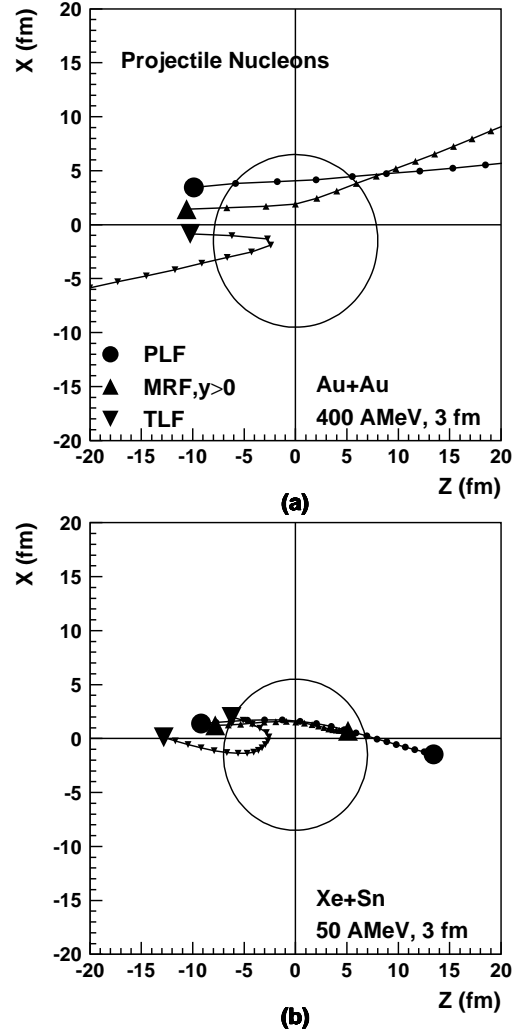 X (fm)
20
15
10
5
0
-5
-10
-15
-20
Projectile Nucleons
PLF
MRF,y>0
TLF
Au+Au
400 AMeV, 3 fm
-20 -15 -10 -5 0 5 10 15 20
Z (fm)
(a)
X (fm)
20
15
10
5
0
-5
-10
-15
-20
Xe+Sn
50 AMeV, 3 fm
-20 -15 -10 -5 0 5 10 15 20
Z (fm)
(b)